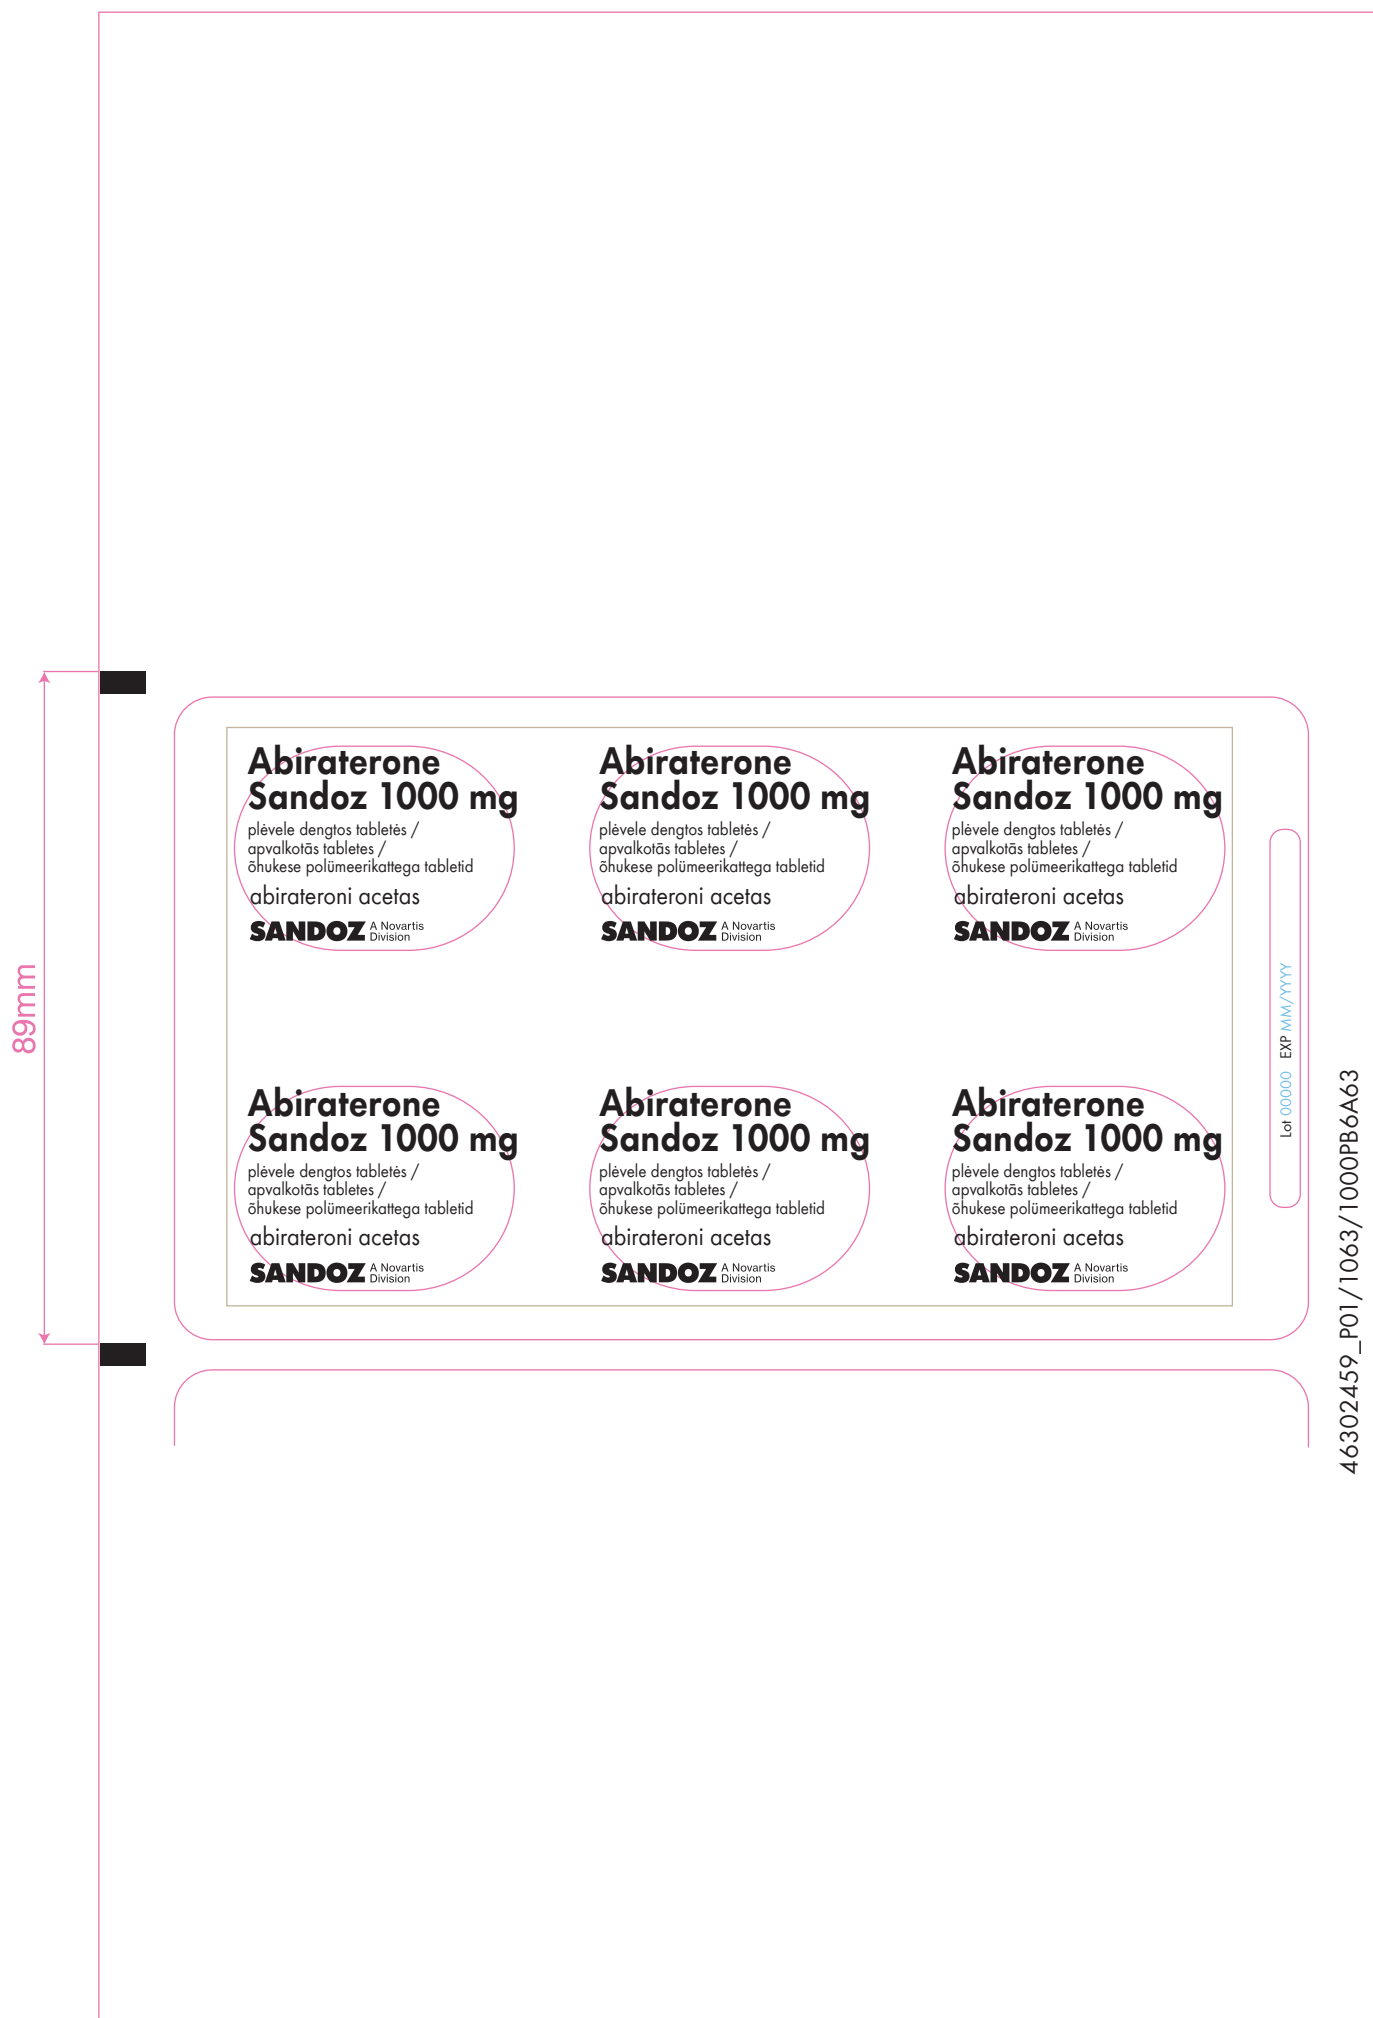 Abiraterone
Sandoz 1000 mg
plėvele dengtos tabletės /
apvalkotās tabletes /
õhukese polümeerikattega tabletid
abirateroni acetas
SANDOZ A Novartis
Division
Abiraterone
Sandoz 1000 mg
plėvele dengtos tabletės /
apvalkotās tabletes /
õhukese polümeerikattega tabletid
abirateroni acetas
SANDOZ A Novartis
Division
Abiraterone
Sandoz 1000 mg
plėvele dengtos tabletės /
apvalkotās tabletes /
õhukese polümeerikattega tabletid
abirateroni acetas
SANDOZ A Novartis
Division
89mm
Abiraterone
Sandoz 1000 mg
plėvele dengtos tabletės /
apvalkotās tabletes /
õhukese polümeerikattega tabletid
abirateroni acetas
SANDOZ A Novartis
Division
Abiraterone
Sandoz 1000 mg
plėvele dengtos tabletės /
apvalkotās tabletes /
õhukese polümeerikattega tabletid
abirateroni acetas
SANDOZ A Novartis
Division
Abiraterone
Sandoz 1000 mg
plėvele dengtos tabletės /
apvalkotās tabletes /
õhukese polümeerikattega tabletid
abirateroni acetas
SANDOZ A Novartis
Division
Lot 00000 EXP MM/YYYY
46302459_P01/1063/1000PB6A63